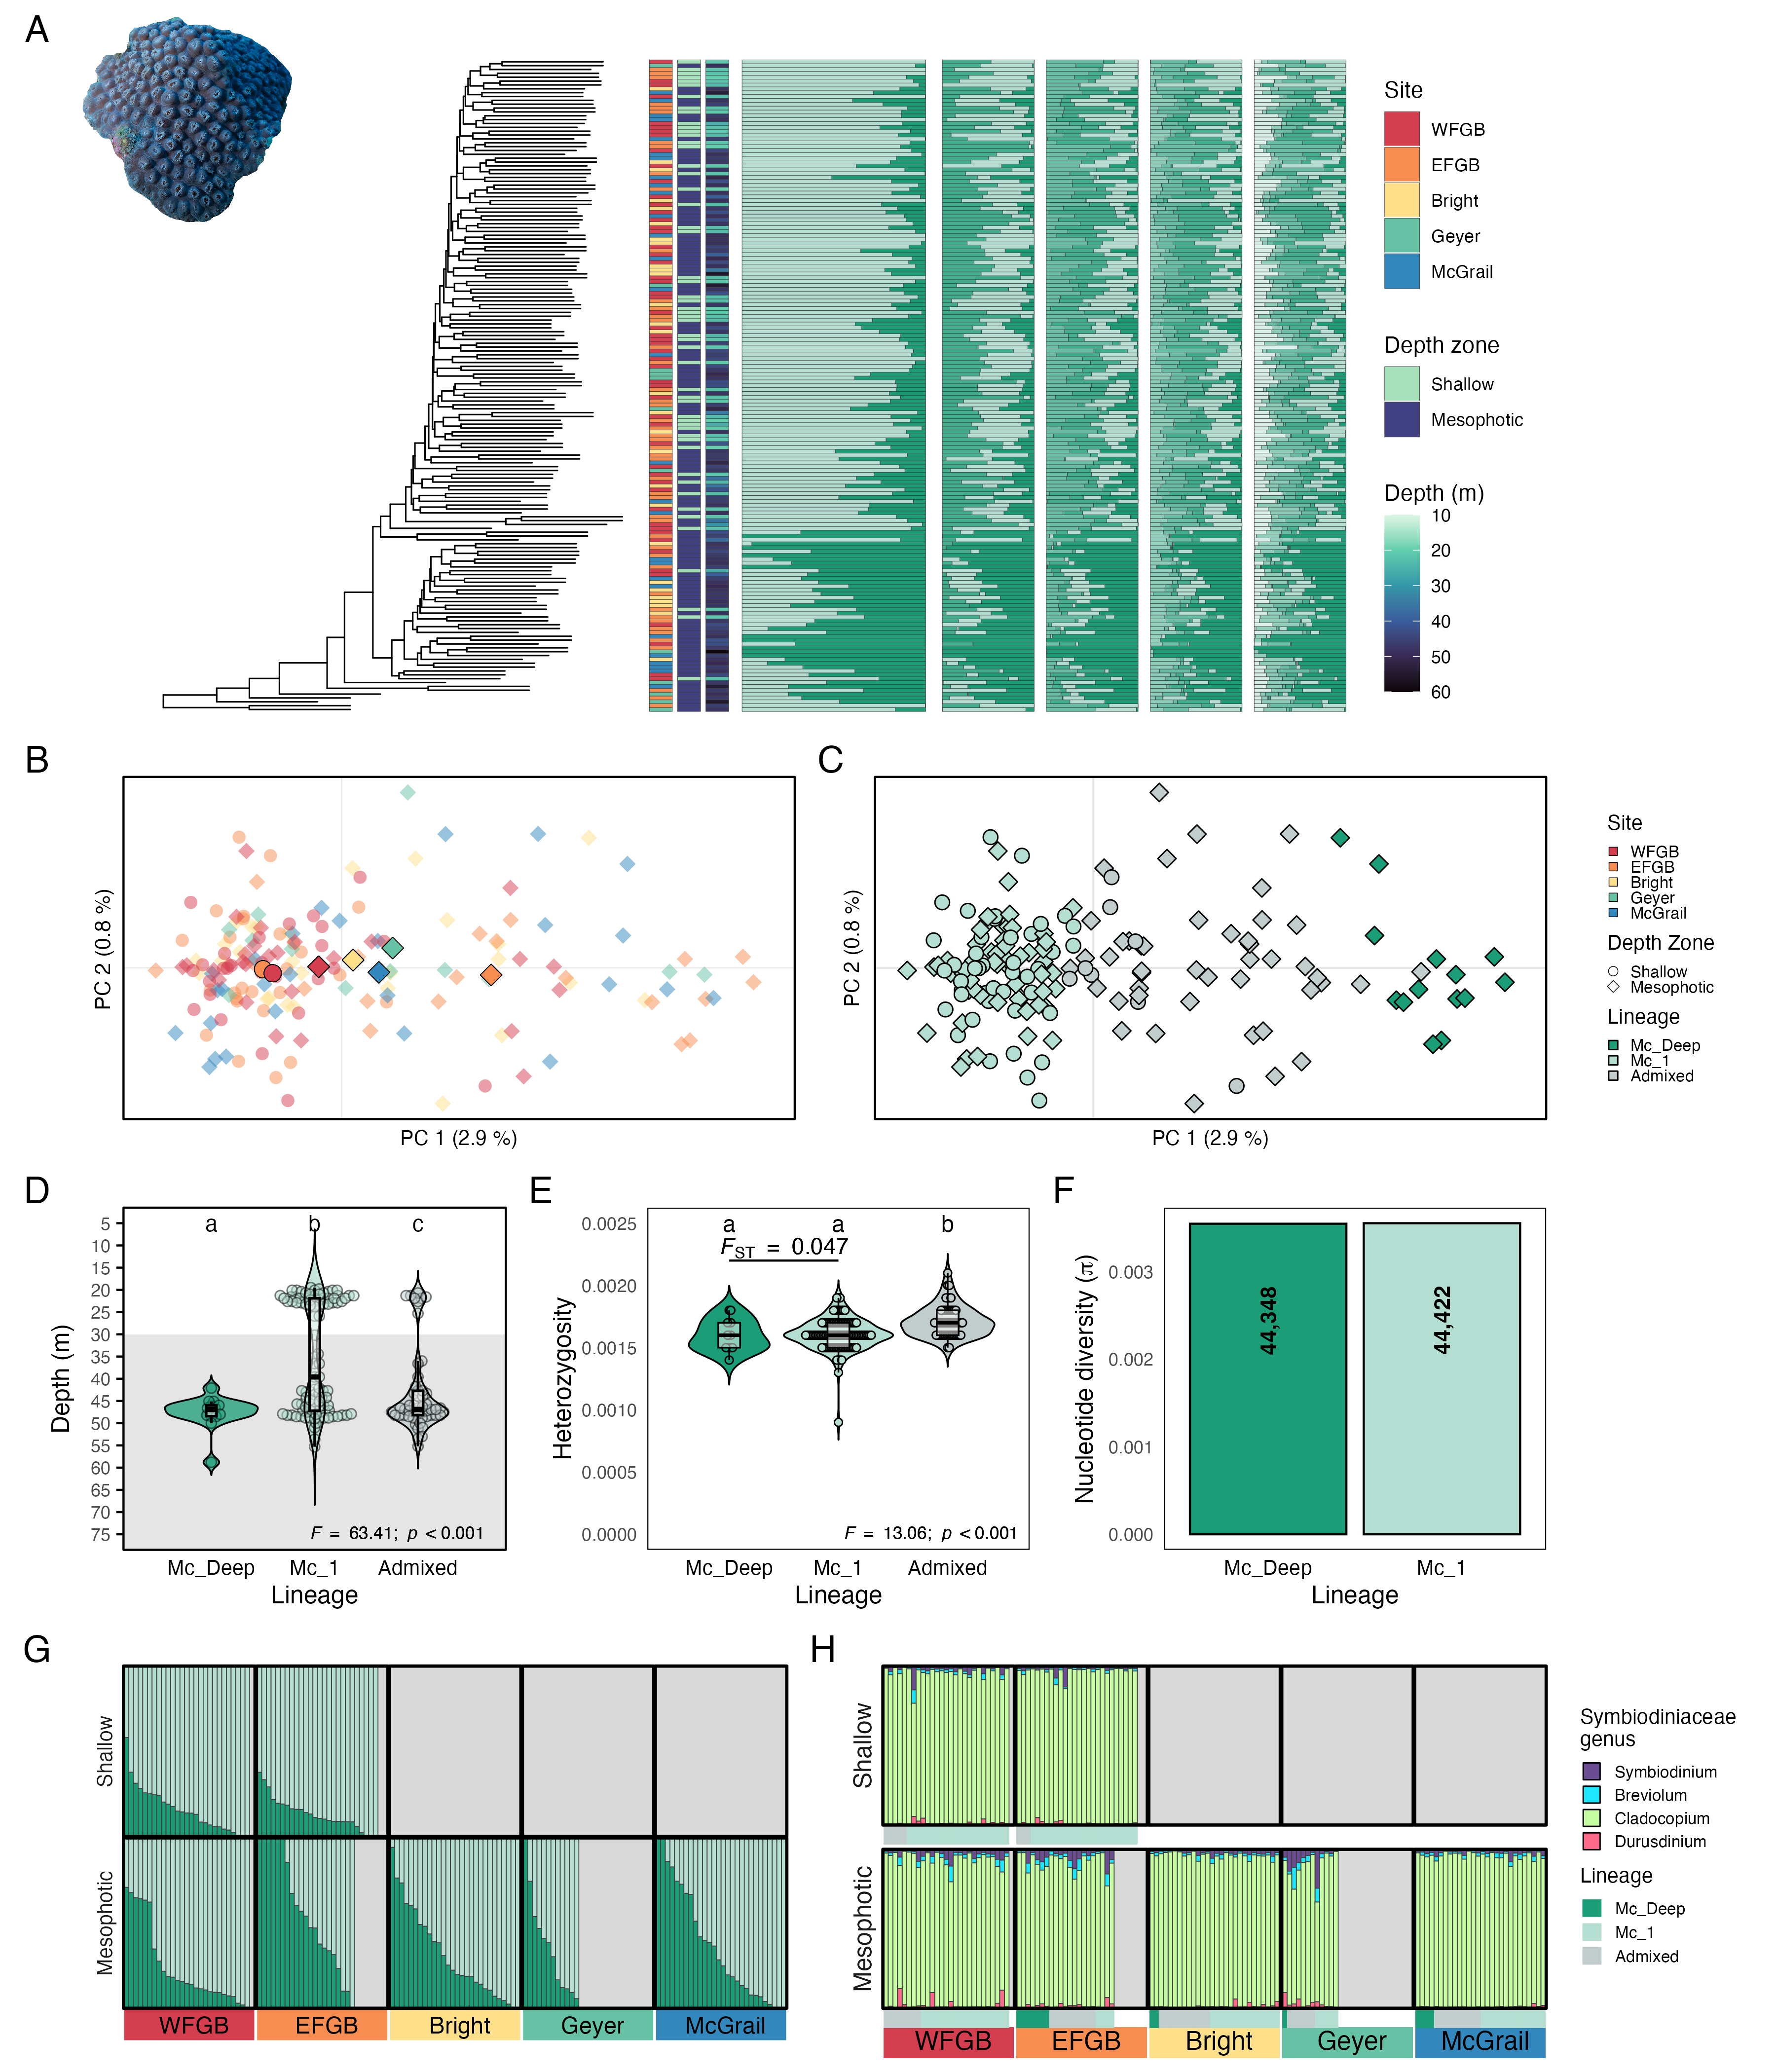 A
Site
WFGB
EFGB
Bright
Geyer
McGrail
Depth zone
Shallow
Mesophotic
Depth (m)
10
20
30
40
50
60
B
PC 2 (0.8 %)
PC 1 (2.9 %)
C
PC 2 (0.8 %)
PC 1 (2.9 %)
Site
WFGB
EFGB
Bright
Geyer
McGrail
Depth Zone
Shallow
Mesophotic
Lineage
Mc_Deep
Mc_1
Admixed
D
Depth (m)
5
10
15
20
25
30
35
40
45
50
55
60
65
70
75
a b c
F = 63.41; p < 0.001
Mc_Deep Mc_1 Admixed
Lineage
E
Heterozygosity
0.0025
0.0020
0.0015
0.0010
0.0005
0.0000
a a b
FST = 0.047
F = 13.06; p < 0.001
Mc_Deep Mc_1 Admixed
Lineage
F
Nucleotide diversity (π)
0.003
0.002
0.001
0.000
44,348
44,422
Mc_Deep Mc_1
Lineage
G
Shallow
Mesophotic
WFGB EFGB Bright Geyer McGrail
H
Shallow
Mesophotic
WFGB EFGB Bright Geyer McGrail
Symbiodiniaceae
genus
Symbiodinium
Breviolum
Cladocopium
Durusdinium
Lineage
Mc_Deep
Mc_1
Admixed